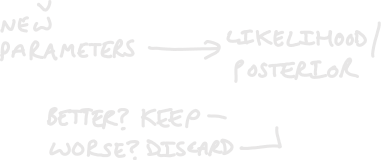 NEW
PARAMETERS
LIKELIHOOD/
POSTERIOR
BETTER? KEEP –
WORSE? DISCARD